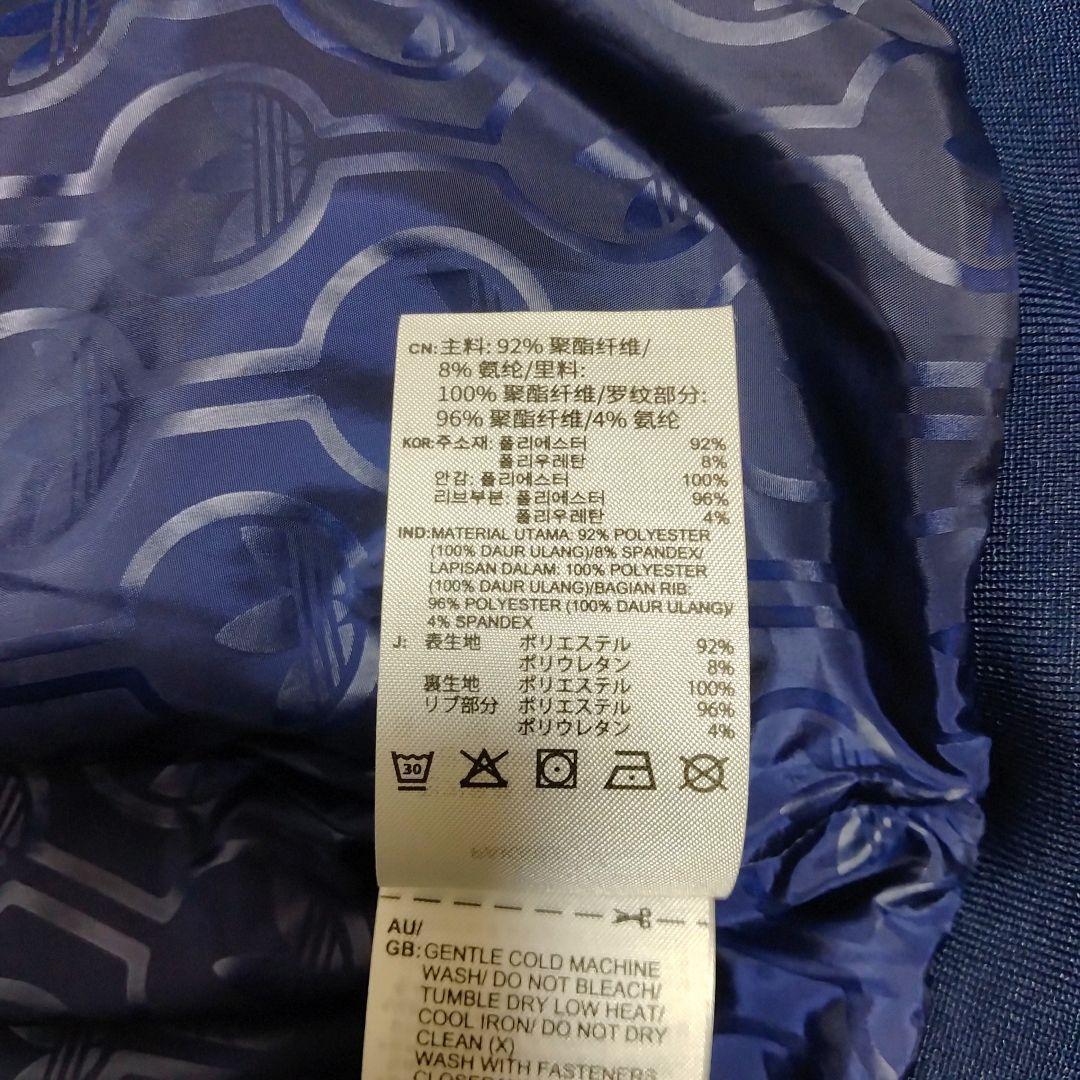 CN: 主料: 92% 聚酯纤维/
8% 氨纶/里料:
100% 聚酯纤维/罗纹部分:
96% 聚酯纤维/4% 氨纶
KOR: 주소재: 폴리에스터 92%
폴리우레탄 8%
안감: 폴리에스터 100%
리브부분: 폴리에스터 96%
폴리우레탄 4%
IND: MATERIAL UTAMA: 92% POLYESTER
(100% DAUR ULANG)/8% SPANDEX/
LAPISAN DALAM: 100% POLYESTER
(100% DAUR ULANG)/BAGIAN RIB:
96% POLYESTER (100% DAUR ULANG)/
4% SPANDEX
J: 表生地 ポリエステル 92%
ポリウレタン 8%
裏生地 ポリエステル 100%
リブ部分 ポリエステル 96%
ポリウレタン 4%
30
AU/
GB: GENTLE COLD MACHINE
WASH/ DO NOT BLEACH/
TUMBLE DRY LOW HEAT/
COOL IRON/ DO NOT DRY
CLEAN (X)
WASH WITH FASTENERS